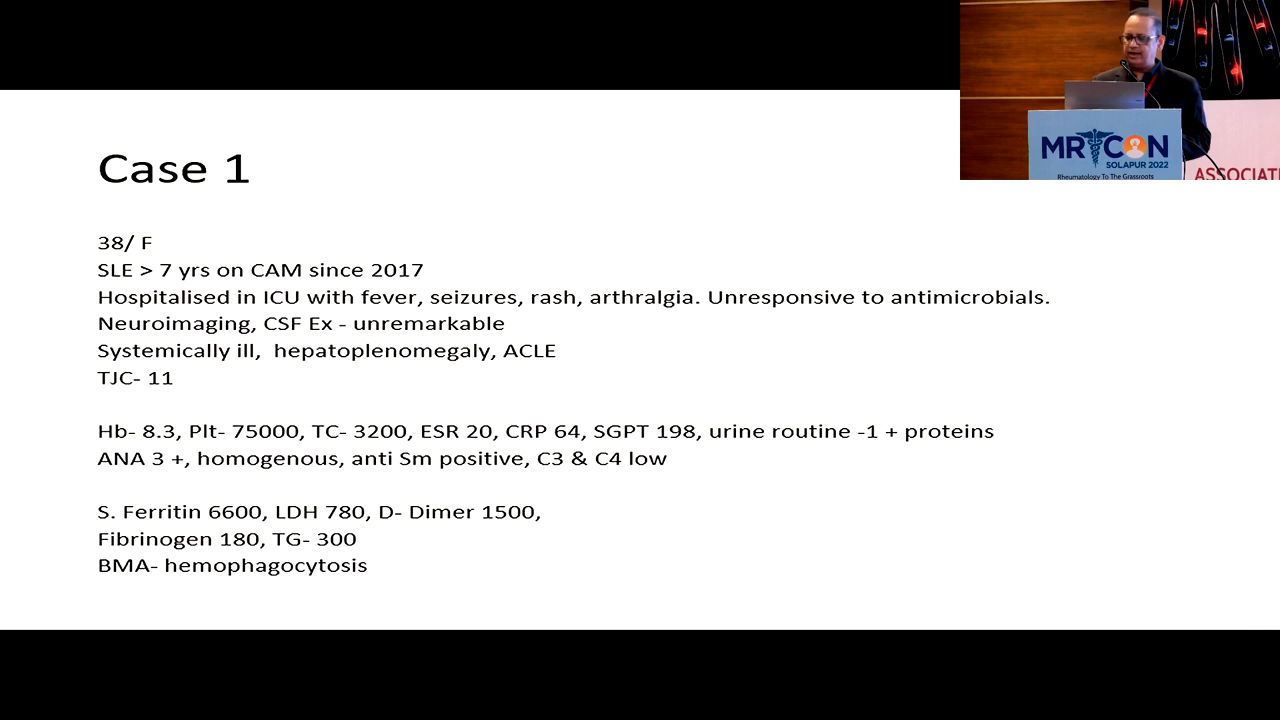 Case 1
38/ F
SLE > 7 yrs on CAM since 2017
Hospitalised in ICU with fever, seizures, rash, arthralgia. Unresponsive to antimicrobials.
Neuroimaging, CSF Ex - unremarkable
Systemically ill,  hepatoplenomegaly, ACLE
TJC- 11
Hb- 8.3, Plt- 75000, TC- 3200, ESR 20, CRP 64, SGPT 198, urine routine -1 + proteins
ANA 3 +, homogenous, anti Sm positive, C3 & C4 low
S. Ferritin 6600, LDH 780, D- Dimer 1500,
Fibrinogen 180, TG- 300
BMA- hemophagocytosis
MR CON
SOLAPUR 2022
Rheumatology To The Grassroots
ASSOCIATI